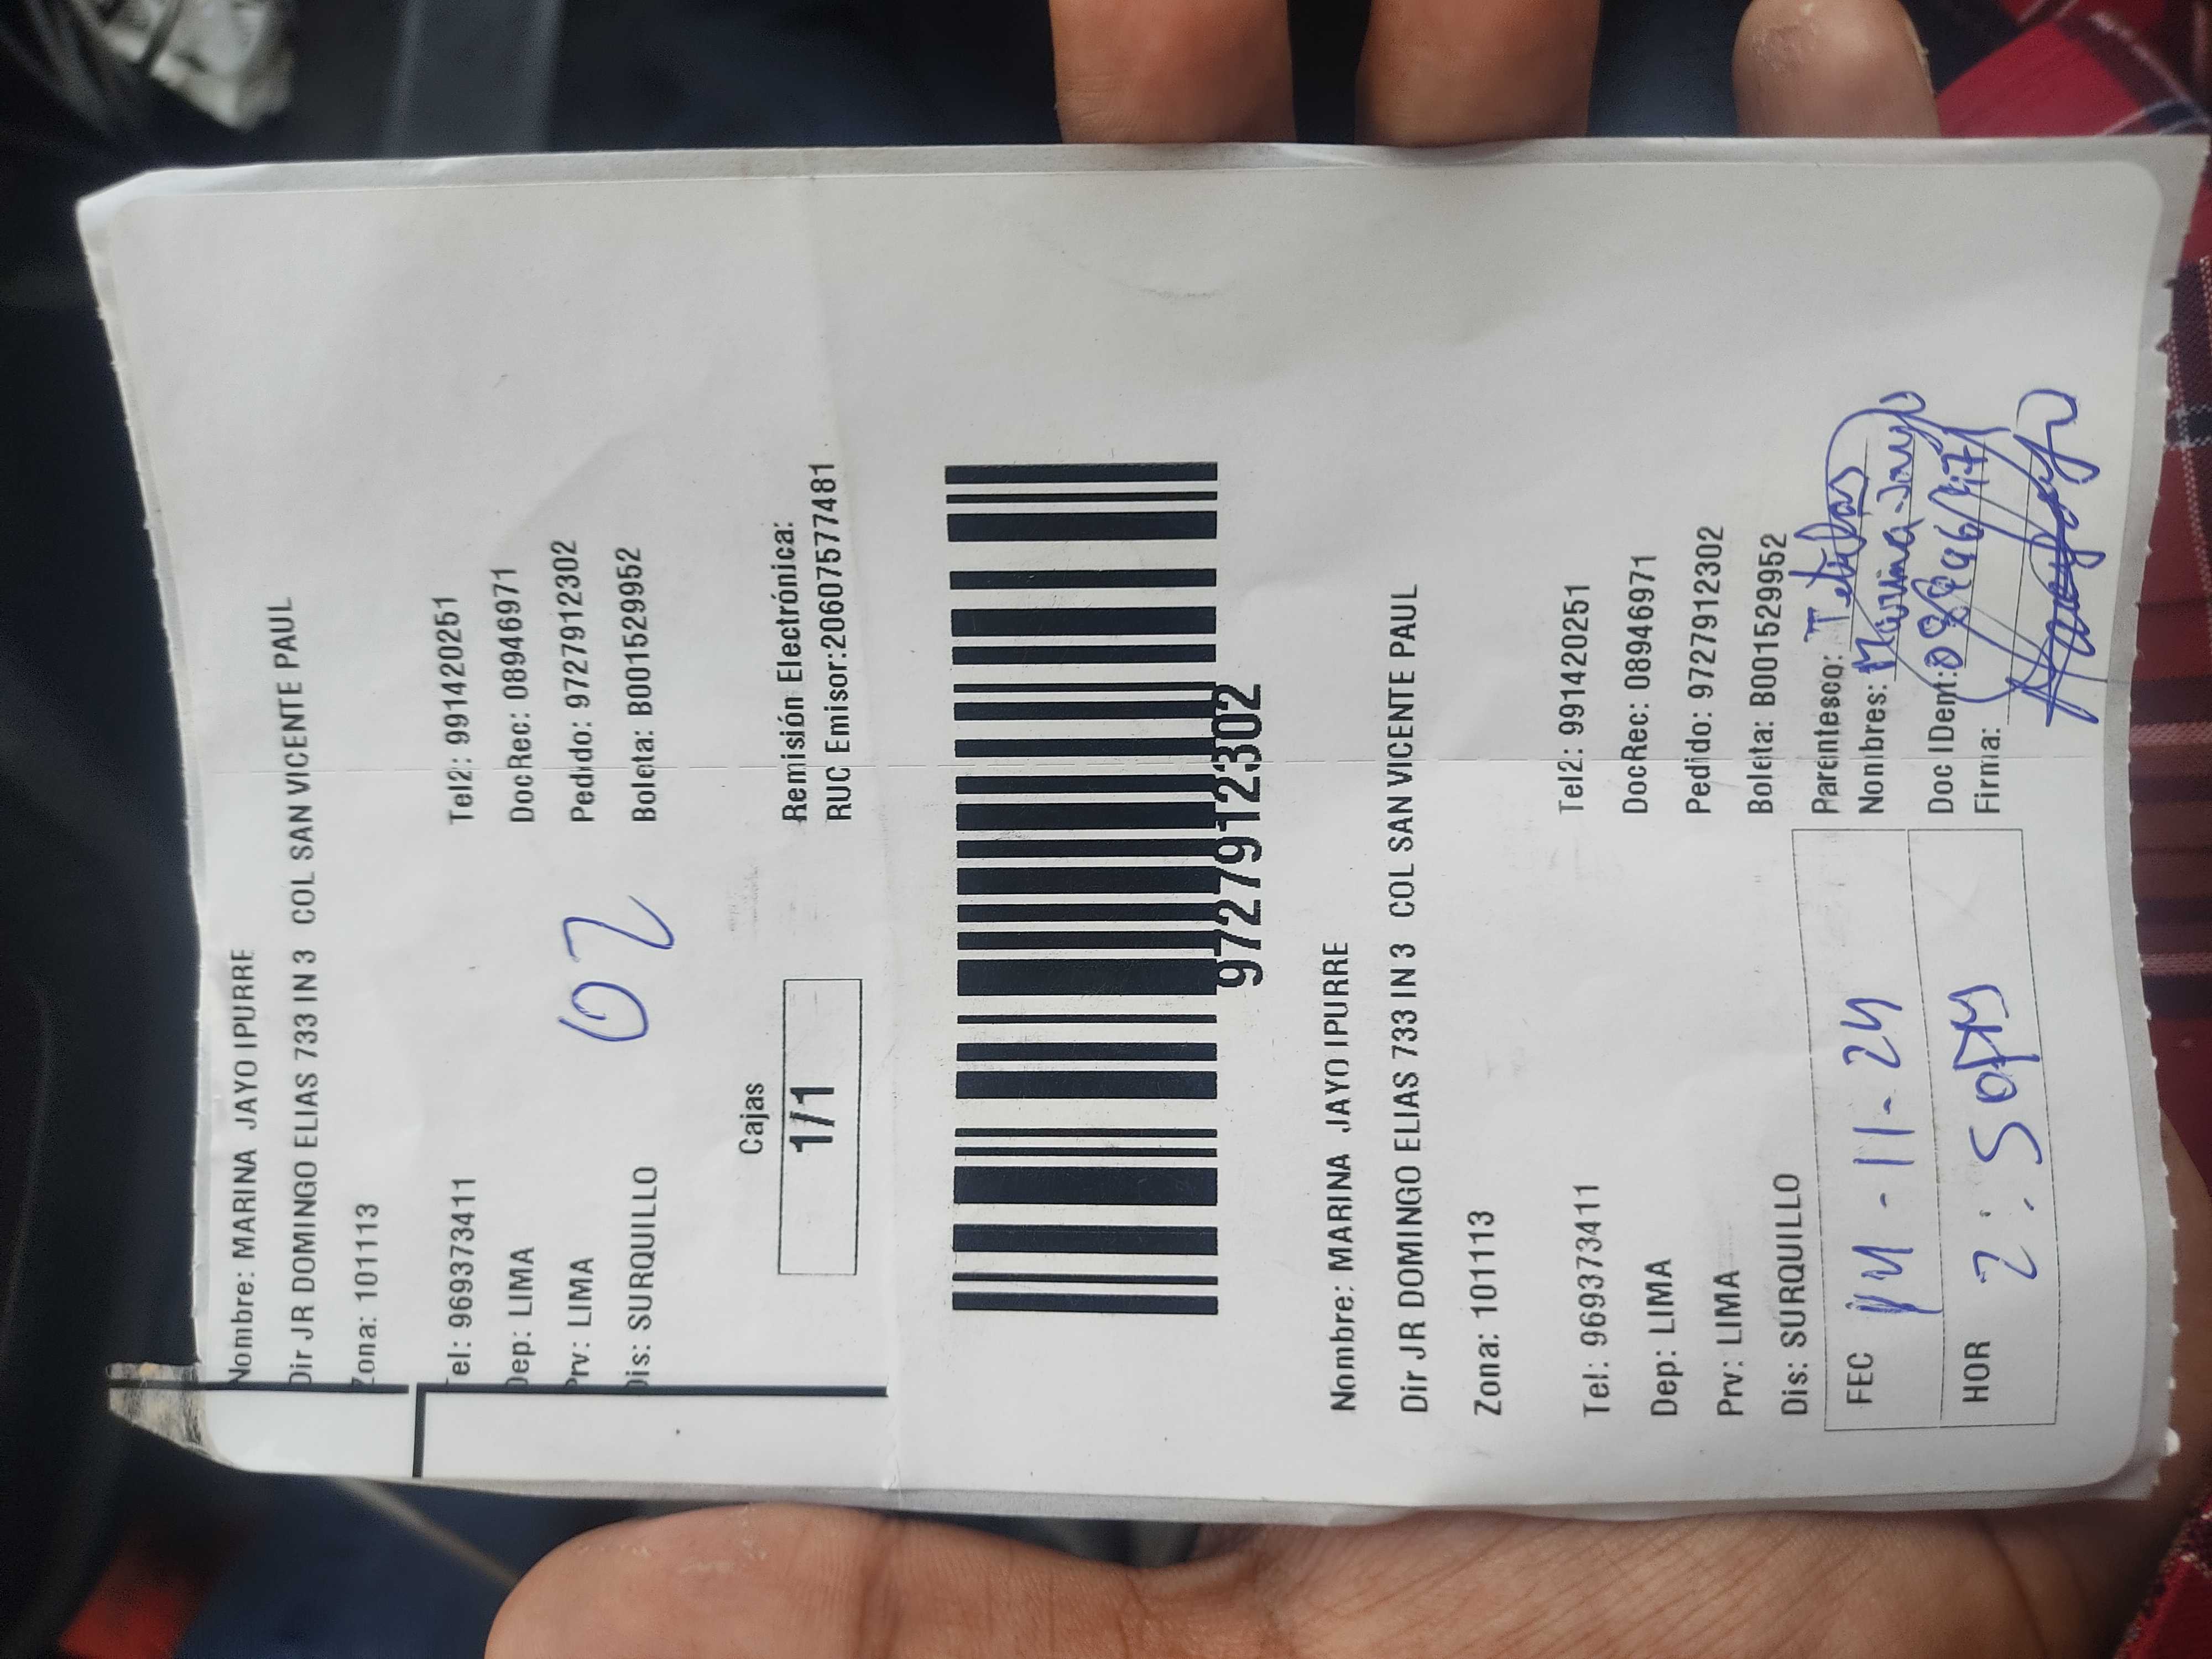 Nombre: MARINA JAYO IPURRE
Dir JR DOMINGO ELIAS 733 IN 3 COL SAN VICENTE PAUL
Zona: 101113
Tel: 969373411 Tel2: 991420251
Dep: LIMA DocRec: 08946971
Prv: LIMA Pedido: 9727912302
Dis: SURQUILLO Boleta: B001529952
02
Cajas
1/1
Remisión Electrónica:
RUC Emisor:20607577481
9727912302
Nombre: MARINA JAYO IPURRE
Dir JR DOMINGO ELIAS 733 IN 3 COL SAN VICENTE PAUL
Zona: 101113
Tel: 969373411 Tel2: 991420251
Dep: LIMA DocRec: 08946971
Prv: LIMA Pedido: 9727912302
Dis: SURQUILLO Boleta: B001529952
Parentesco:
Nombres: Marina Jayo
Doc IDent: 08946971
Firma:
FEC 14-11-24
HOR 2:50PM